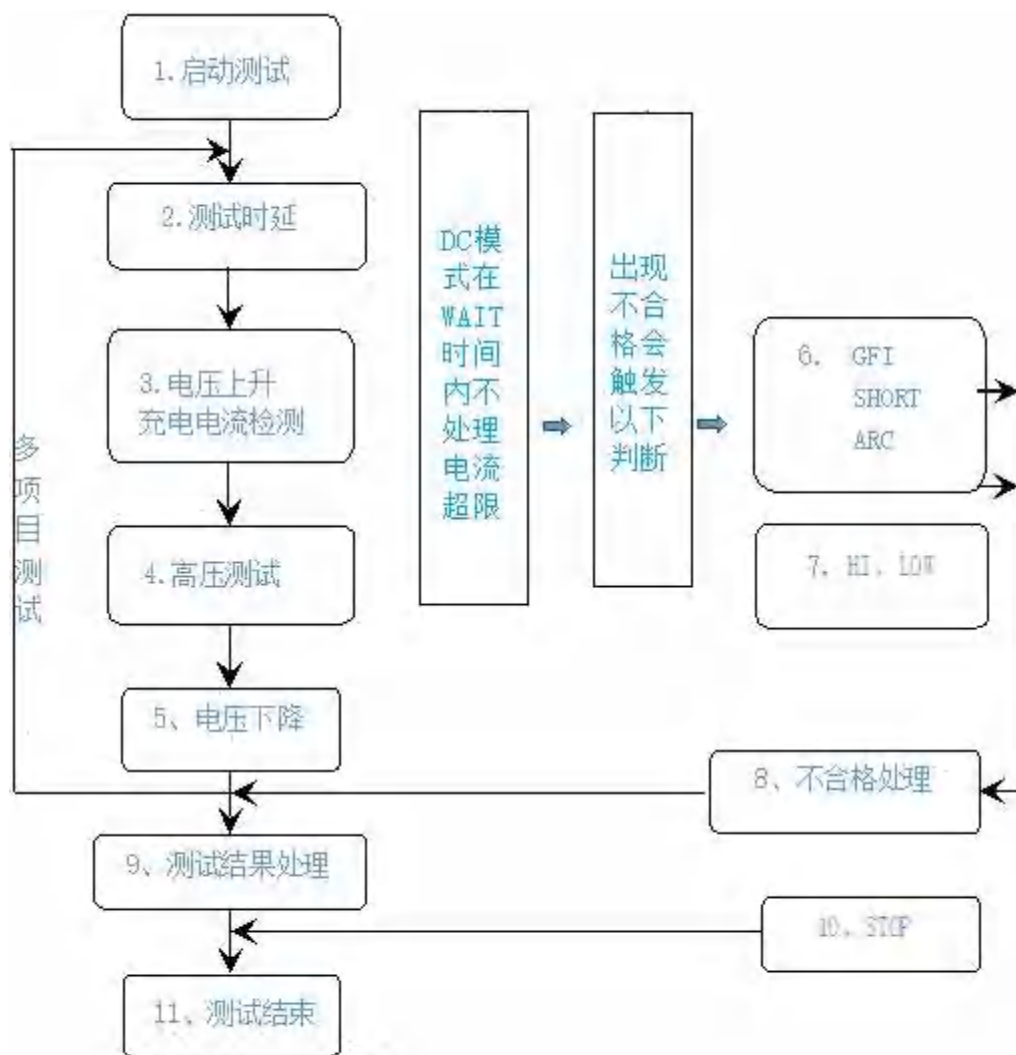 1.启动测试
2.测试时延
3.电压上升
充电电流检测
4.高压测试
5、电压下降
多
项
目
测
试
DC模
式在
WAIT
时间
内不
处理
电流
超限
出现
不合
格会
触发
以下
判断
6. GFI
SHORT
ARC
7、HI、LOW
8、不合格处理
9、测试结果处理
10、STOP
11、测试结束